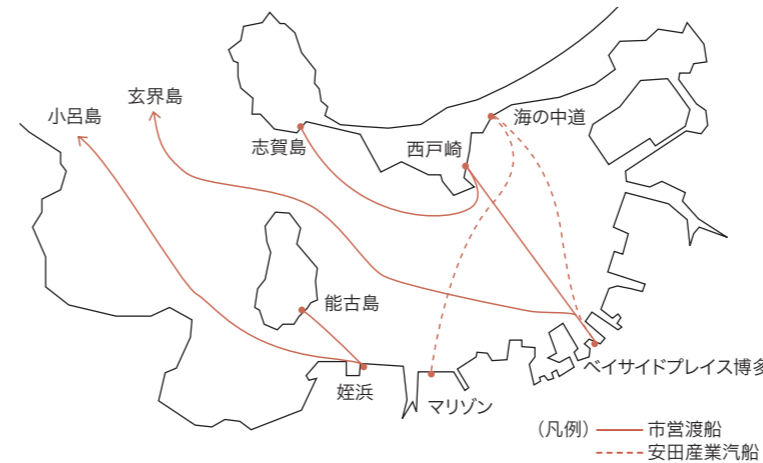 玄界島
小呂島
海の中道
志賀島
西戸崎
能古島
ベイサイドプレイス博多
姪浜
マリゾン
(凡例)
市営渡船
安田産業汽船